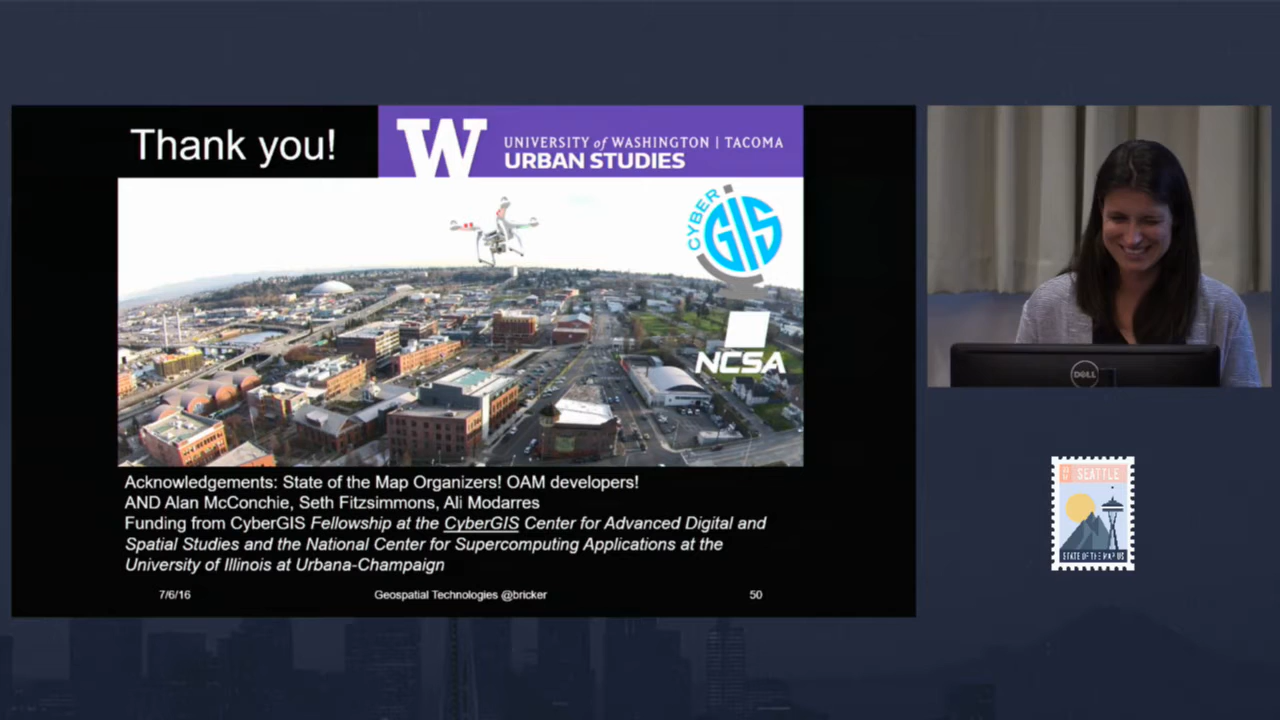 Thank you!
W
UNIVERSITY of WASHINGTON | TACOMA
URBAN STUDIES
CYBER
GIS
NCSA
Acknowledgements: State of the Map Organizers! OAM developers!
AND Alan McConchie, Seth Fitzsimmons, Ali Modarres
Funding from CyberGIS Fellowship at the CyberGIS Center for Advanced Digital and
Spatial Studies and the National Center for Supercomputing Applications at the
University of Illinois at Urbana-Champaign
7/6/16
Geospatial Technologies @bricker
50
DELL
SEATTLE
STATE OF THE MAP US